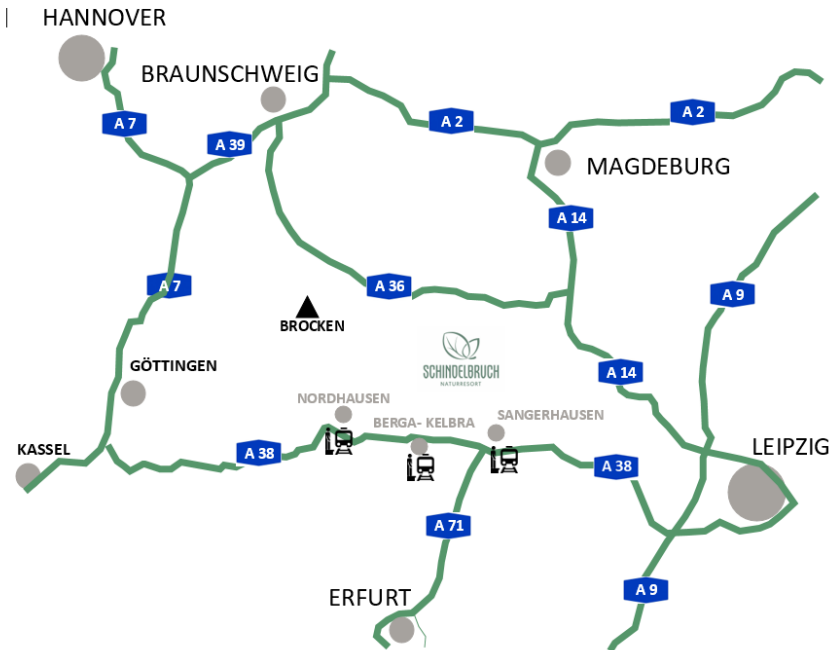 HANNOVER
BRAUNSCHWEIG
A 7
A 39
A 2
A 2
MAGDEBURG
A 14
A 7
A 36
A 9
BROCKEN
SCHINDELBRUCH
NATURRESORT
GÖTTINGEN
A 14
NORDHAUSEN
BERGA- KELBRA
SANGERHAUSEN
KASSEL
A 38
A 38
LEIPZIG
A 71
A 9
ERFURT